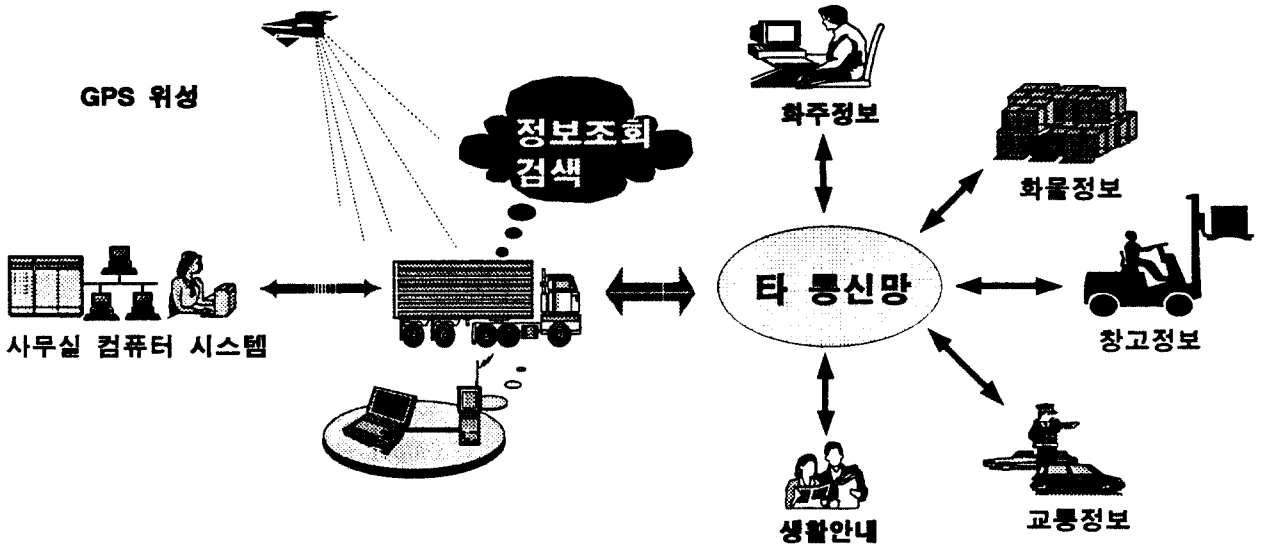 GPS 위성
정보조회
검색
화주정보
화물정보
사무실 컴퓨터 시스템
타 통신망
창고정보
생활안내
교통정보